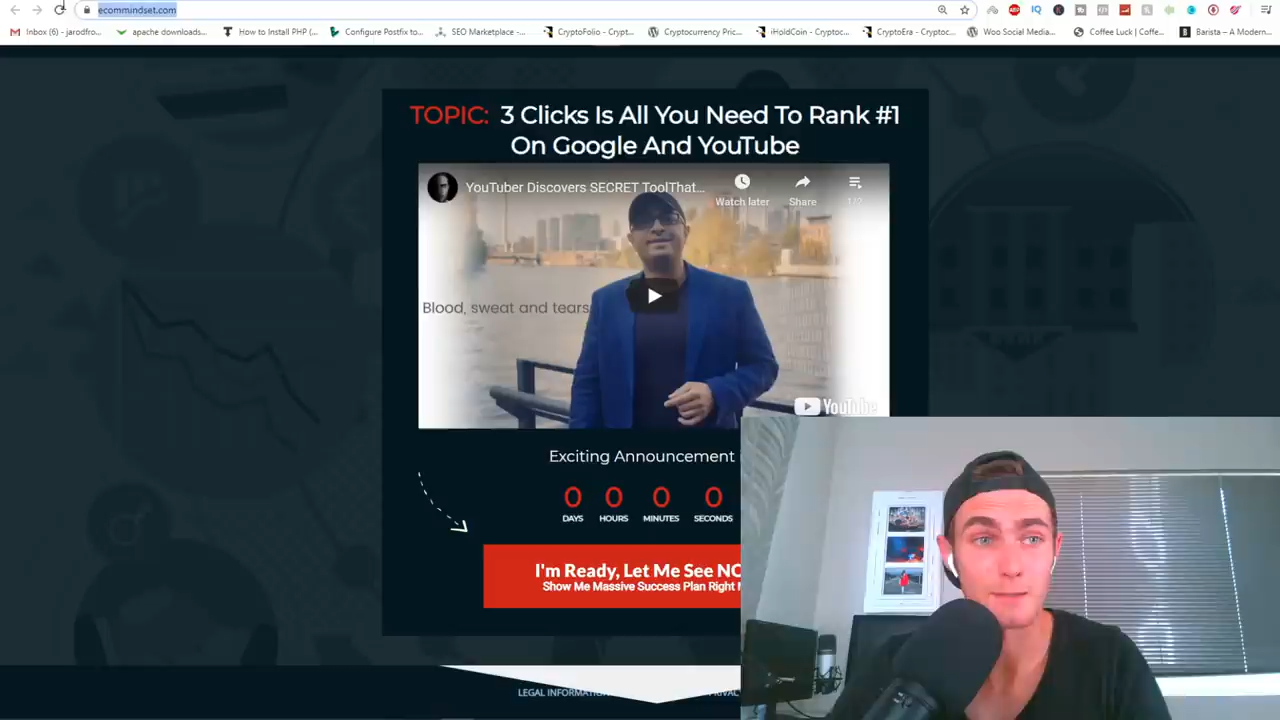 ecommindset.com
Inbox (6) - jarodfro...
apache downloads...
How to Install PHP (...
Configure Postfix to...
SEO Marketplace -...
CryptoFolio - Crypt...
Cryptocurrency Pric...
iHoldCoin - Cryptoc...
CryptoEra - Cryptoc...
Woo Social Media...
Coffee Luck | Coffe...
Barista – A Modern...
TOPIC: 3 Clicks Is All You Need To Rank #1
On Google And YouTube
YouTuber Discovers SECRET ToolThat...
Watch later
Share
1/2
Blood, sweat and tears
YouTube
Exciting Announcement
0 0 0 0
DAYS HOURS MINUTES SECONDS
I'm Ready, Let Me See NO
Show Me Massive Success Plan Right
LEGAL INFORMATION